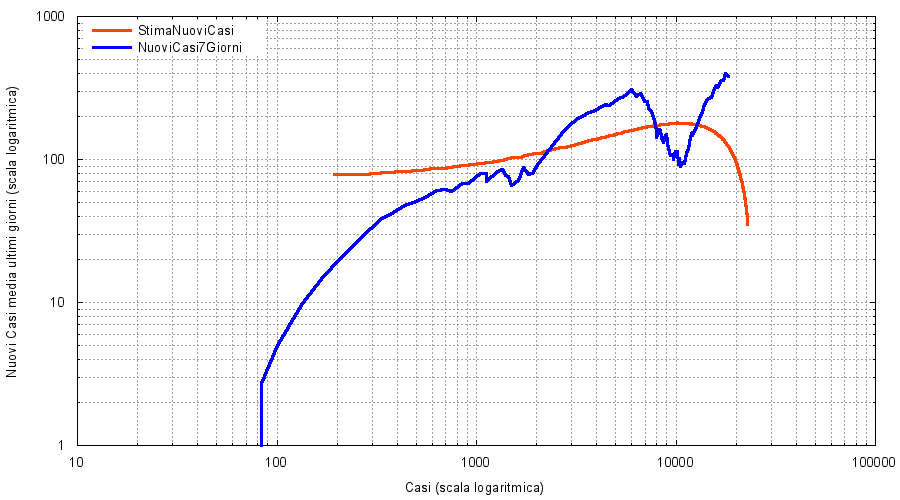 1000
StimaNuoviCasi
NuoviCasi7Giorni
100
10
1
Nuovi Casi media ultimi giorni (scala logaritmica)
10 100 1000 10000 100000
Casi (scala logaritmica)